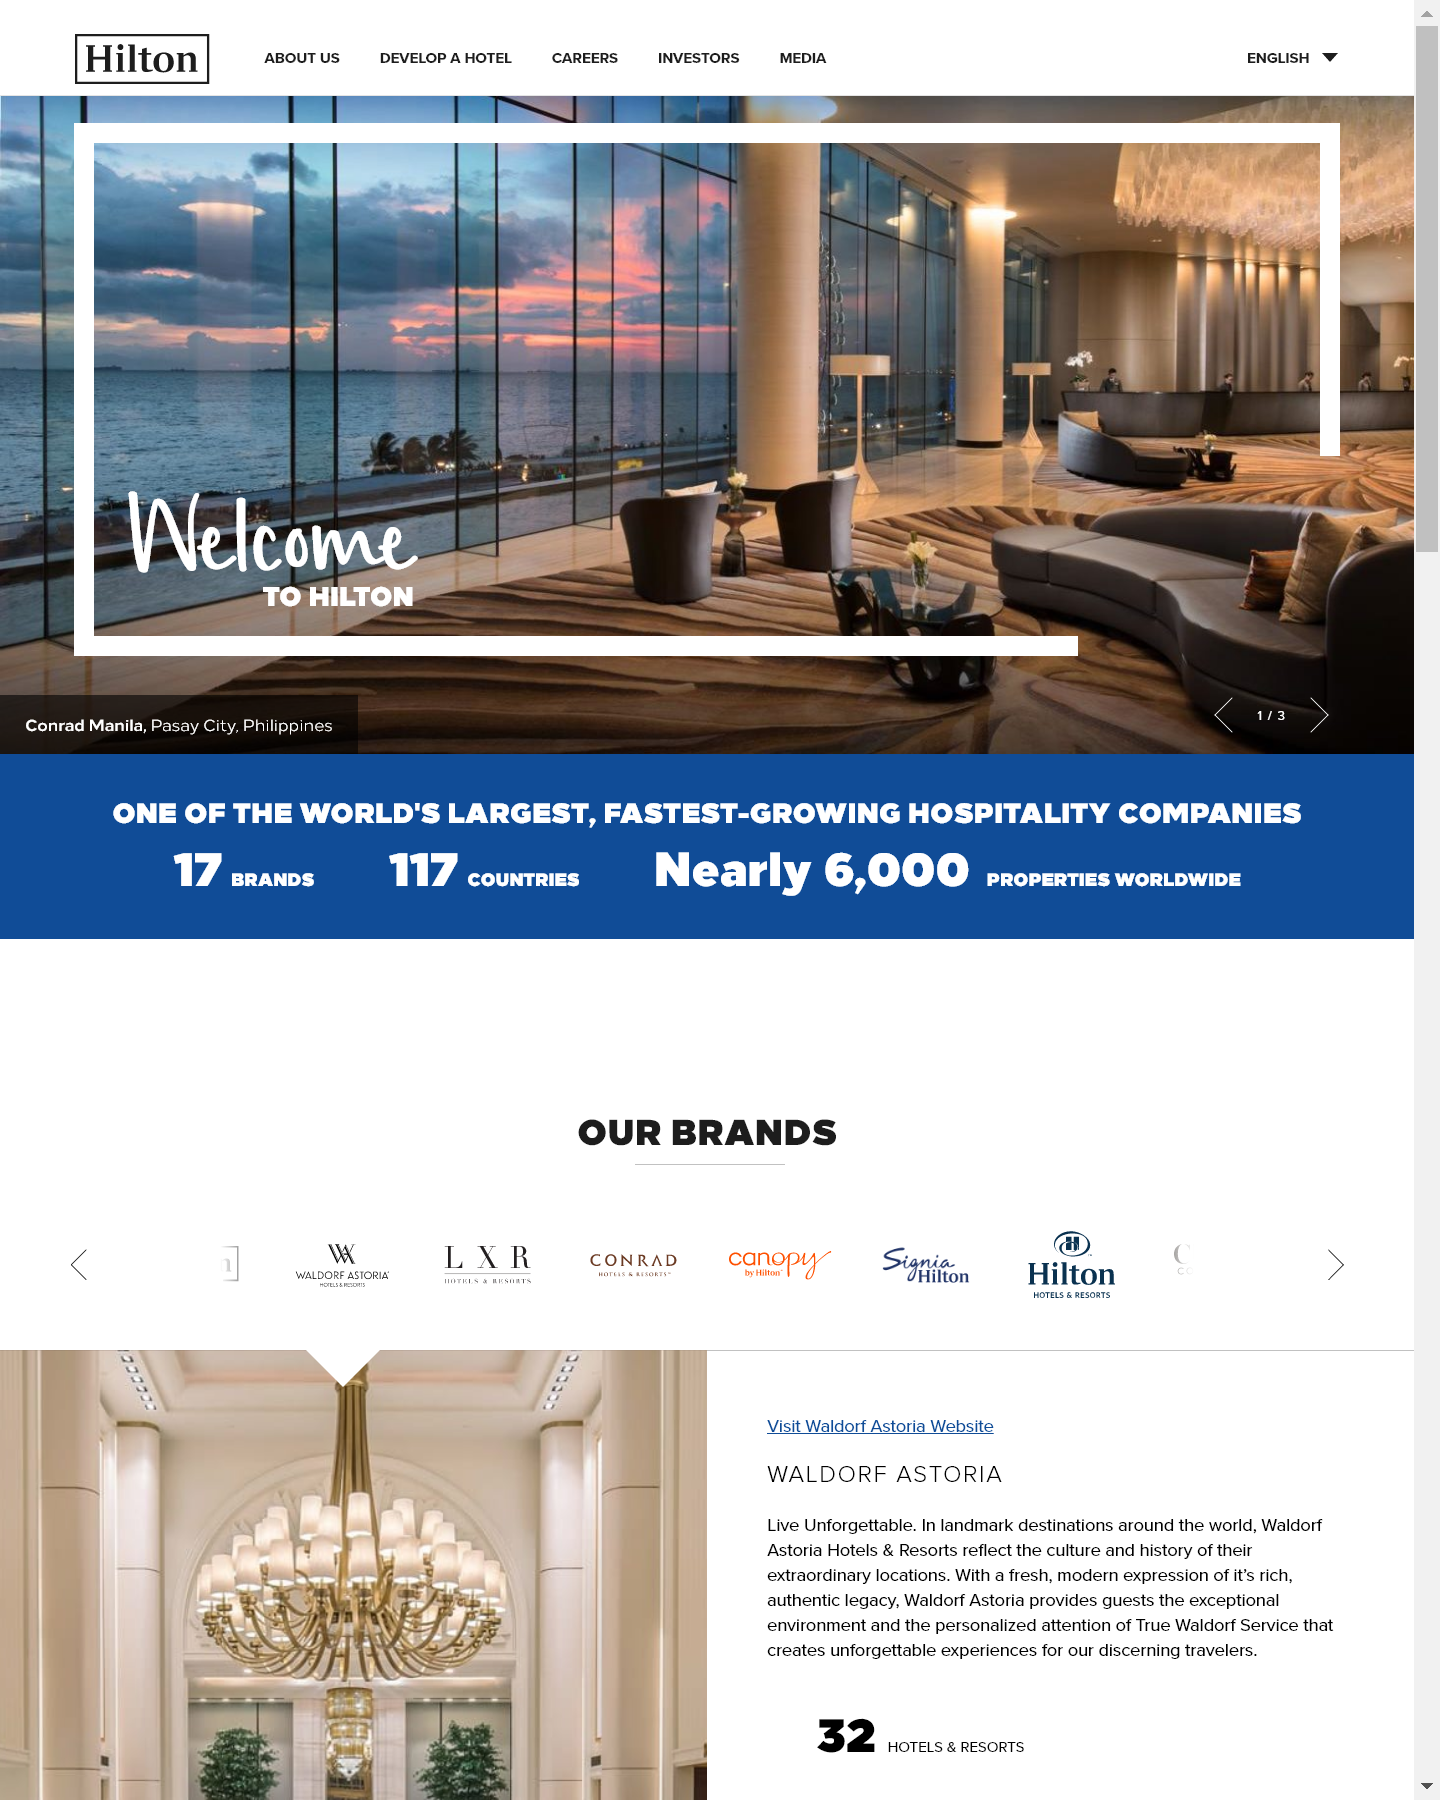 Hilton
ABOUT US
DEVELOP A HOTEL
CAREERS
INVESTORS
MEDIA
ENGLISH
Welcome
TO HILTON
Conrad Manila, Pasay City, Philippines
1 / 3
ONE OF THE WORLD'S LARGEST, FASTEST-GROWING HOSPITALITY COMPANIES
17 BRANDS
117 COUNTRIES
Nearly 6,000 PROPERTIES WORLDWIDE
OUR BRANDS
WALDORF ASTORIA
HOTELS & RESORTS
LXR
HOTELS & RESORTS
CONRAD
HOTELS & RESORTS
canopy
by Hilton
Signia
Hilton
Hilton
HOTELS & RESORTS
Visit Waldorf Astoria Website
WALDORF ASTORIA
Live Unforgettable. In landmark destinations around the world, Waldorf
Astoria Hotels & Resorts reflect the culture and history of their
extraordinary locations. With a fresh, modern expression of it’s rich,
authentic legacy, Waldorf Astoria provides guests the exceptional
environment and the personalized attention of True Waldorf Service that
creates unforgettable experiences for our discerning travelers.
32 HOTELS & RESORTS